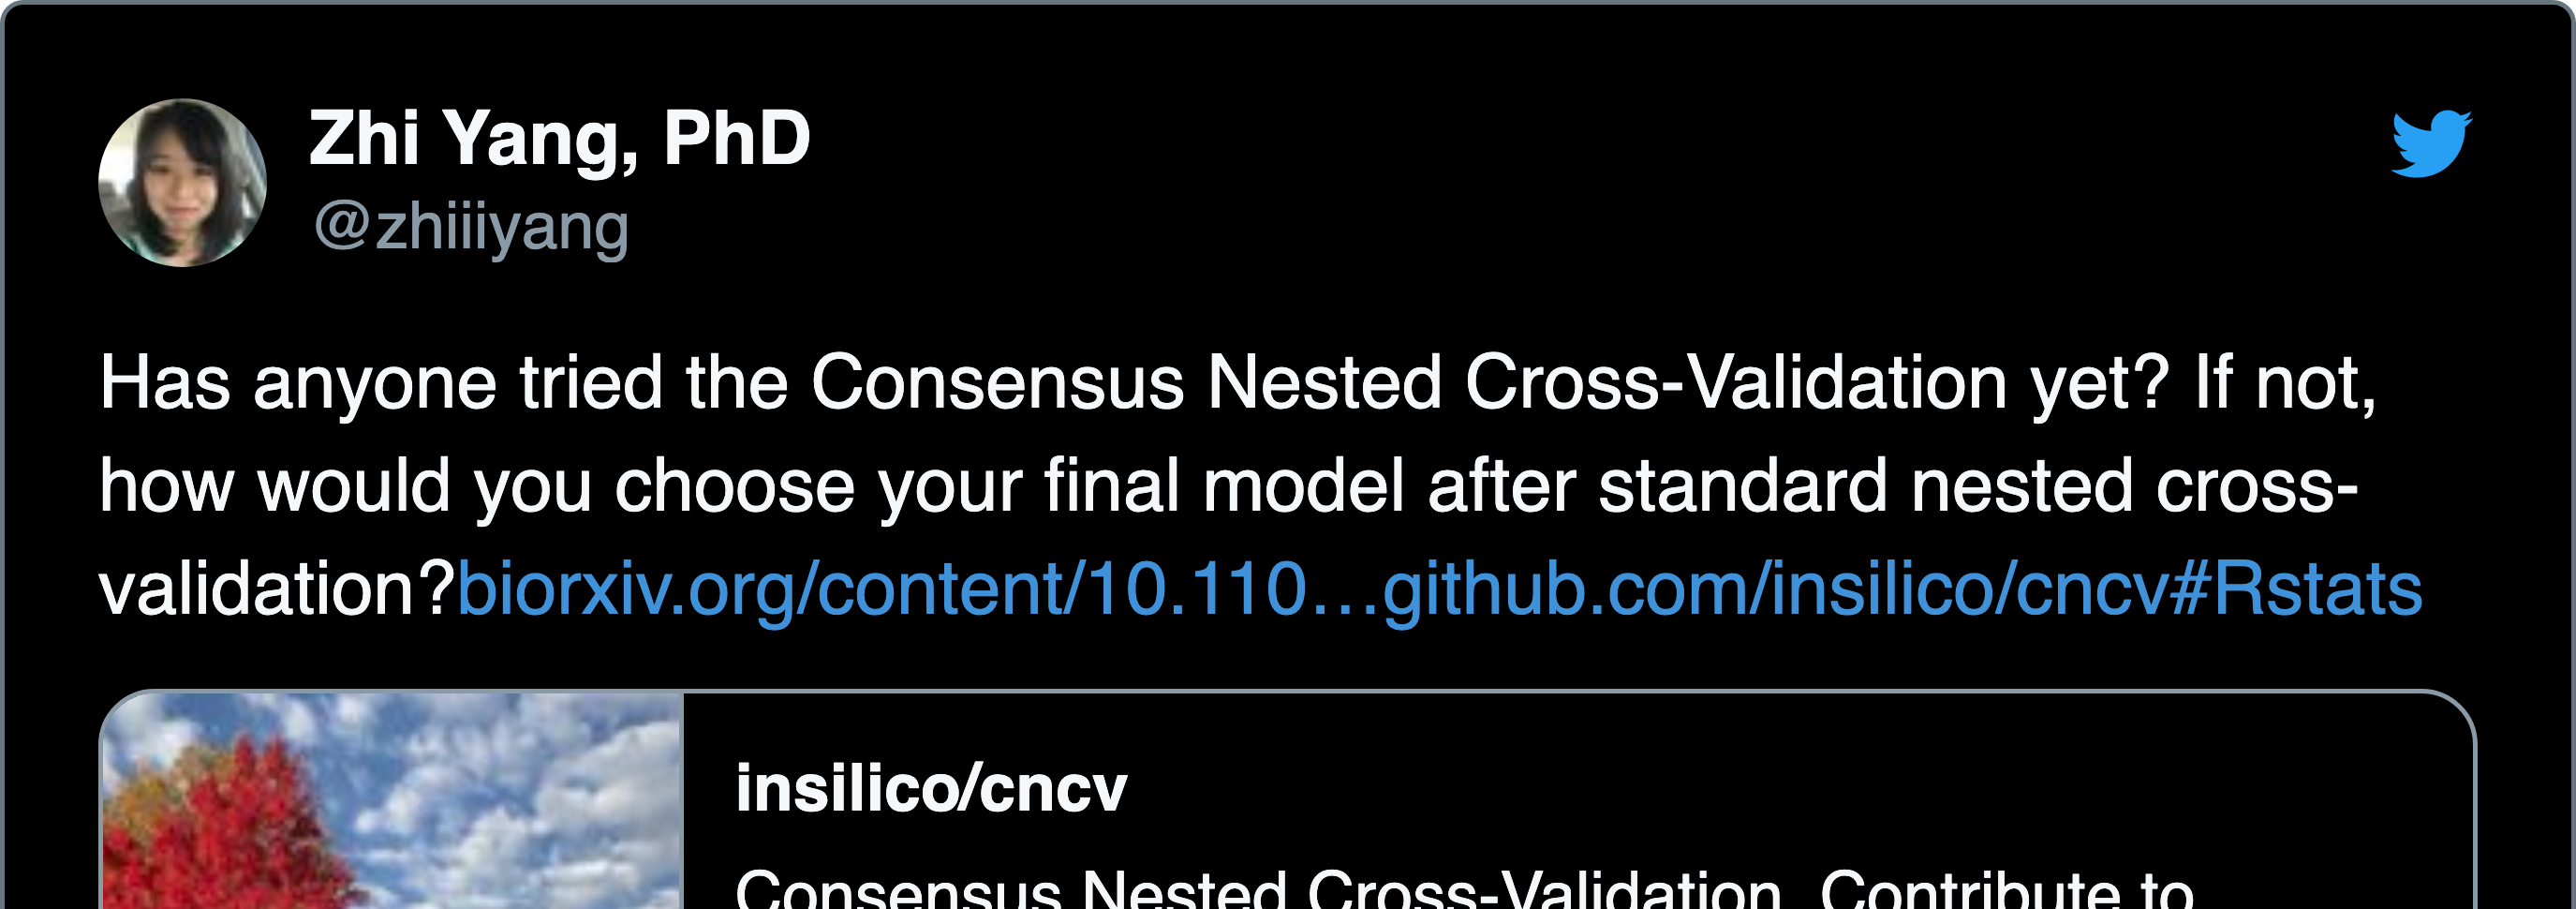 Zhi Yang, PhD
@zhiiiyang
Has anyone tried the Consensus Nested Cross-Validation yet? If not,
how would you choose your final model after standard nested cross-
validation?biorxiv.org/content/10.110…github.com/insilico/cncv#Rstats
insilico/cncv
Consensus Nested Cross-Validation. Contribute to